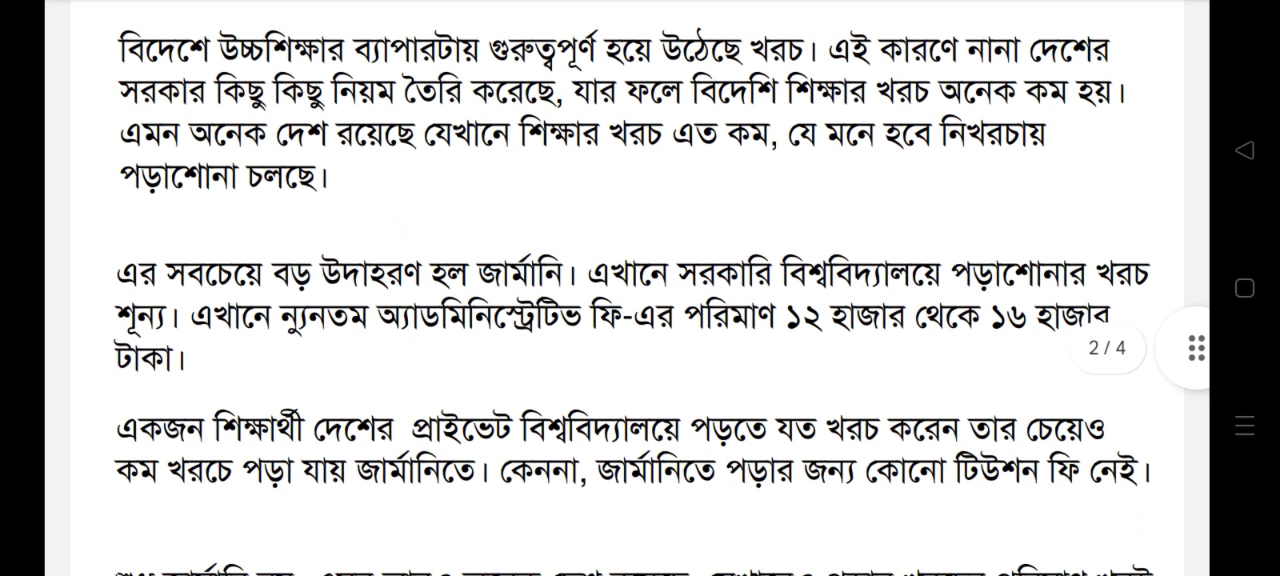 বিদেশে উচ্চশিক্ষার ব্যাপারটায় গুরুত্বপূর্ণ হয়ে উঠেছে খরচ। এই কারণে নানা দেশের
সরকার কিছু কিছু নিয়ম তৈরি করেছে, যার ফলে বিদেশি শিক্ষার খরচ অনেক কম হয়।
এমন অনেক দেশ রয়েছে যেখানে শিক্ষার খরচ এত কম, যে মনে হবে নিখরচায়
পড়াশোনা চলছে।
এর সবচেয়ে বড় উদাহরণ হল জার্মানি। এখানে সরকারি বিশ্ববিদ্যালয়ে পড়াশোনার খরচ
শূন্য। এখানে ন্যুনতম অ্যাডমিনিস্ট্রেটিভ ফি-এর পরিমাণ ১২ হাজার থেকে ১৬ হাজার
টাকা।
2 / 4
একজন শিক্ষার্থী দেশের প্রাইভেট বিশ্ববিদ্যালয়ে পড়তে যত খরচ করেন তার চেয়েও
কম খরচে পড়া যায় জার্মানিতে। কেননা, জার্মানিতে পড়ার জন্য কোনো টিউশন ফি নেই।